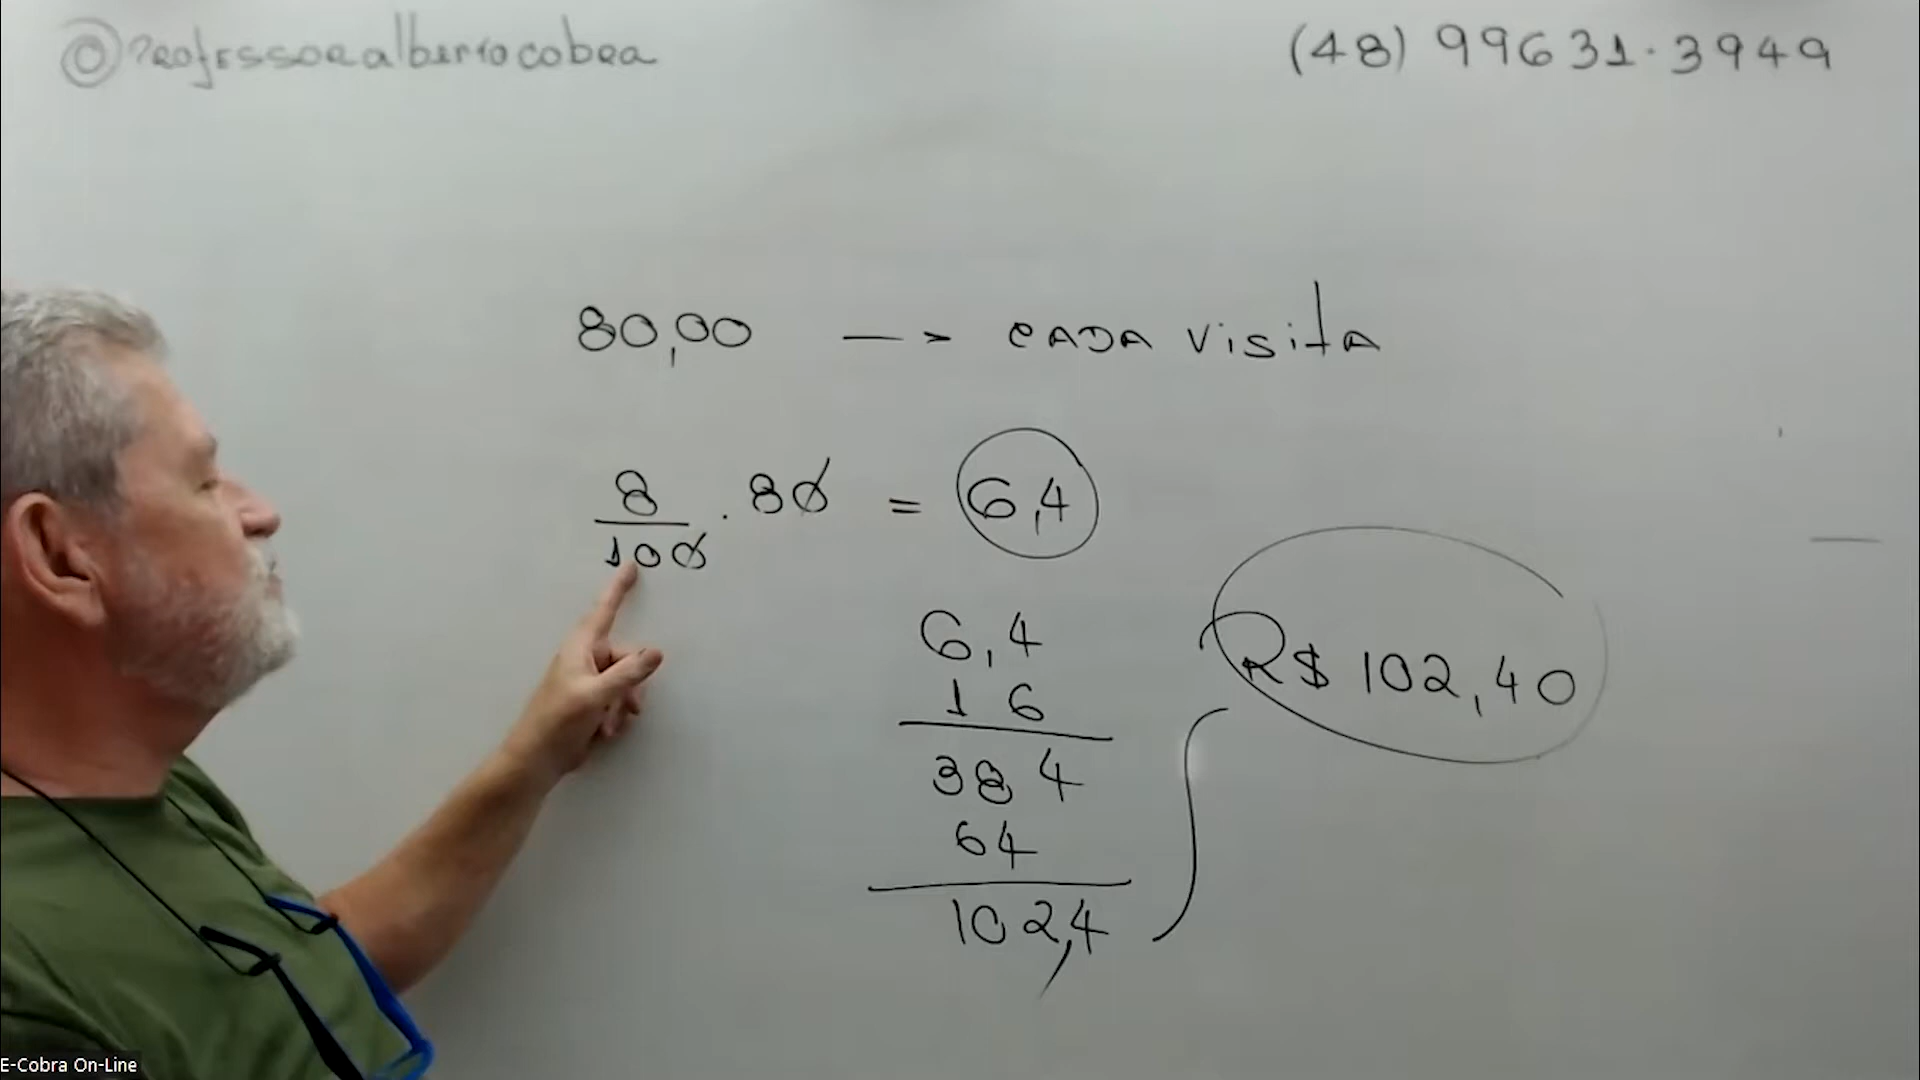 @Professoralbertocobra
(48) 99631-3949
80,00 —> CADA VISITA
8/100 . 80 = 6,4
6,4
16
384
64
102,4
R$ 102,40
E-Cobra On-Line